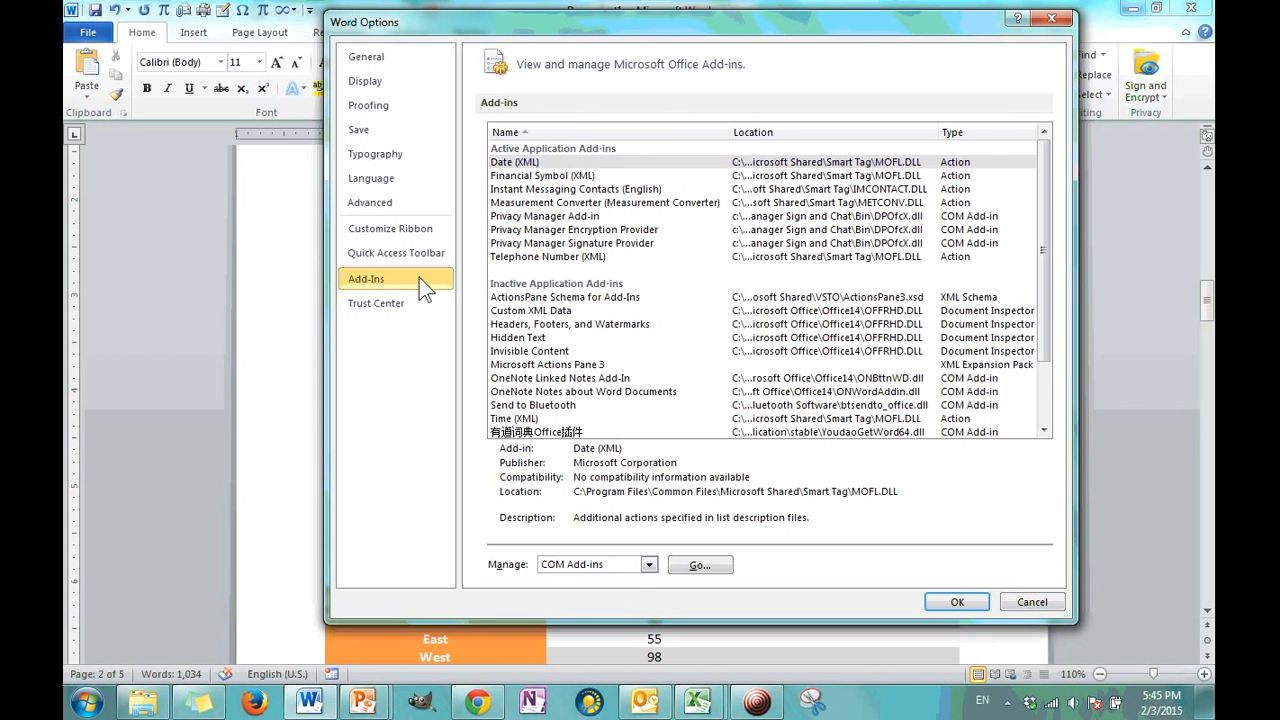 Word Options
File
Home
Insert
Page Layout
Calibri (Body)
11
Paste
Clipboard
Font
Replace
Select
Sign and
Encrypt
Privacy
General
Display
Proofing
Save
Typography
Language
Advanced
Customize Ribbon
Quick Access Toolbar
Add-Ins
Trust Center
View and manage Microsoft Office Add-ins.
Add-ins
Name Location Type
Active Application Add-ins
Date (XML) C:\...icrosoft Shared\Smart Tag\MOFL.DLL Action
Financial Symbol (XML) C:\...icrosoft Shared\Smart Tag\MOFL.DLL Action
Instant Messaging Contacts (English) C:\...oft Shared\Smart Tag\IMCONTACT.DLL Action
Measurement Converter (Measurement Converter) C:\...soft Shared\Smart Tag\METCONV.DLL Action
Privacy Manager Add-in c:\...anager Sign and Chat\Bin\DPOfcX.dll COM Add-in
Privacy Manager Encryption Provider c:\...anager Sign and Chat\Bin\DPOfcX.dll COM Add-in
Privacy Manager Signature Provider c:\...anager Sign and Chat\Bin\DPOfcX.dll COM Add-in
Telephone Number (XML) C:\...icrosoft Shared\Smart Tag\MOFL.DLL Action
Inactive Application Add-ins
ActionsPane Schema for Add-Ins C:\...osoft Shared\VSTO\ActionsPane3.xsd XML Schema
Custom XML Data C:\...icrosoft Office\Office14\OFFRHD.DLL Document Inspector
Headers, Footers, and Watermarks C:\...icrosoft Office\Office14\OFFRHD.DLL Document Inspector
Hidden Text C:\...icrosoft Office\Office14\OFFRHD.DLL Document Inspector
Invisible Content C:\...icrosoft Office\Office14\OFFRHD.DLL Document Inspector
Microsoft Actions Pane 3 XML Expansion Pack
OneNote Linked Notes Add-In C:\...rosoft Office\Office14\ONBttnWD.dll COM Add-in
OneNote Notes about Word Documents C:\...ft Office\Office14\ONWordAddin.dll COM Add-in
Send to Bluetooth C:\...luetooth Software\btsendto_office.dll COM Add-in
Time (XML) C:\...icrosoft Shared\Smart Tag\MOFL.DLL Action
有道词典Office插件 C:\...lication\stable\YoudaoGetWord64.dll COM Add-in
Add-in: Date (XML)
Publisher: Microsoft Corporation
Compatibility: No compatibility information available
Location: C:\Program Files\Common Files\Microsoft Shared\Smart Tag\MOFL.DLL
Description: Additional actions specified in list description files.
Manage: COM Add-ins Go...
OK Cancel
East 55
West 98
Page: 2 of 5 Words: 1,034 English (U.S.) 110%
EN
5:45 PM
2/3/2015